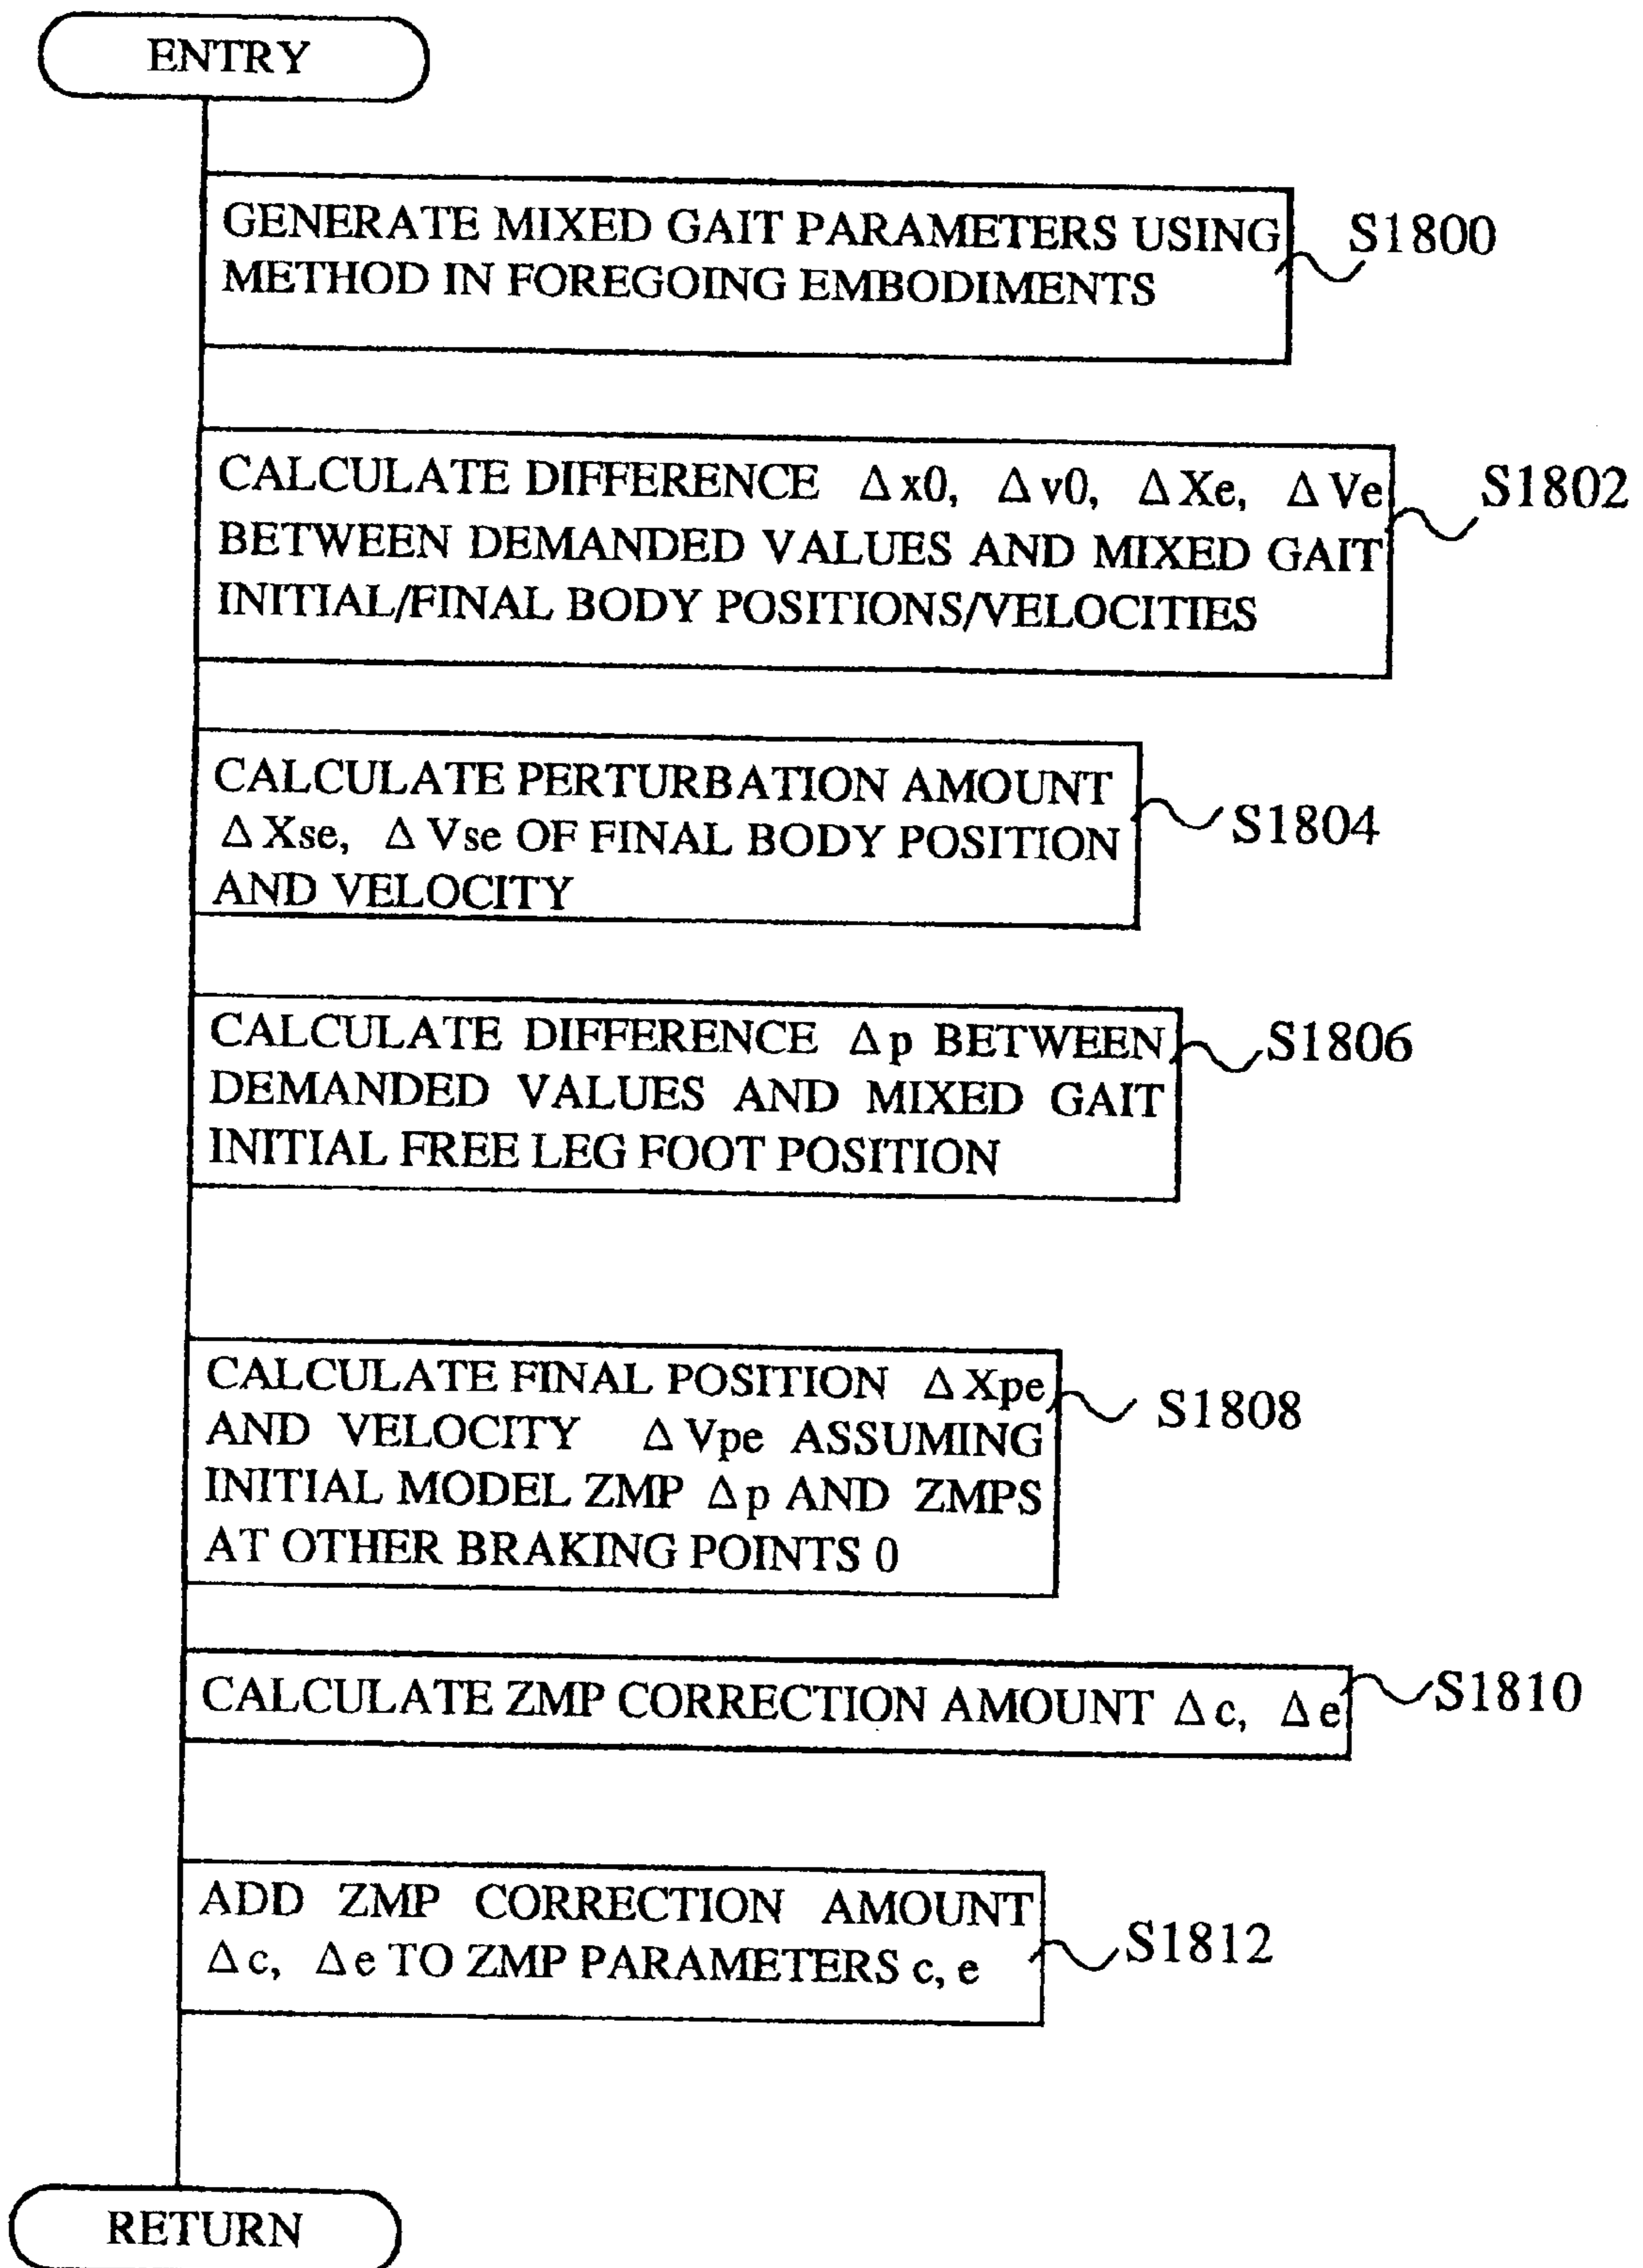 ENTRY
GENERATE MIXED GAIT PARAMETERS USING
METHOD IN FOREGOING EMBODIMENTS
S1800
CALCULATE DIFFERENCE Δx0, Δv0, ΔXe, ΔVe
BETWEEN DEMANDED VALUES AND MIXED GAIT
INITIAL/FINAL BODY POSITIONS/VELOCITIES
S1802
CALCULATE PERTURBATION AMOUNT
ΔXse, ΔVse OF FINAL BODY POSITION
AND VELOCITY
S1804
CALCULATE DIFFERENCE Δp BETWEEN
DEMANDED VALUES AND MIXED GAIT
INITIAL FREE LEG FOOT POSITION
S1806
CALCULATE FINAL POSITION ΔXpe
AND VELOCITY ΔVpe ASSUMING
INITIAL MODEL ZMP Δp AND ZMPS
AT OTHER BRAKING POINTS 0
S1808
CALCULATE ZMP CORRECTION AMOUNT Δc, Δe
S1810
ADD ZMP CORRECTION AMOUNT
Δc, Δe TO ZMP PARAMETERS c, e
S1812
RETURN